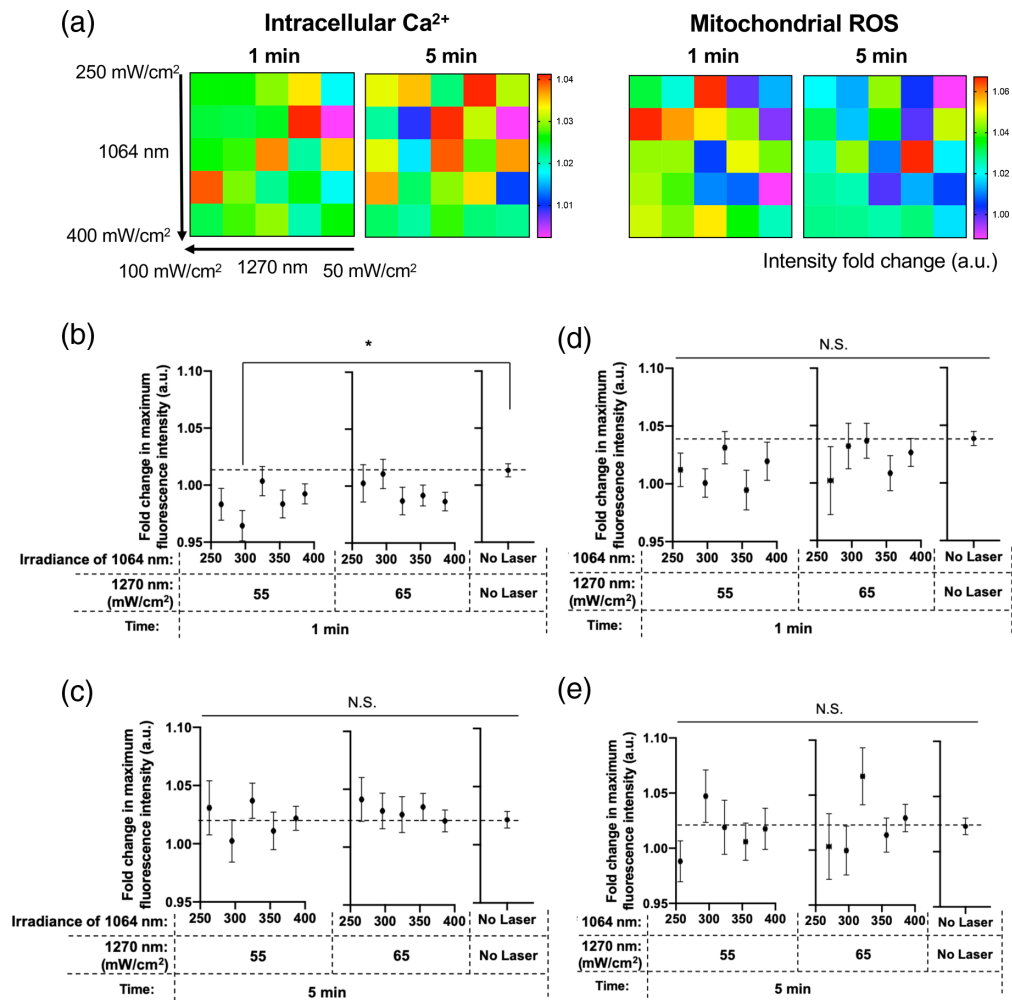 (a)
Intracellular Ca²⁺
Mitochondrial ROS
1 min
5 min
1 min
5 min
250 mW/cm²
1064 nm
400 mW/cm²
100 mW/cm²
1270 nm
50 mW/cm²
1.04
1.03
1.02
1.01
1.06
1.04
1.02
1.00
Intensity fold change (a.u.)
(b)
*
Fold change in maximum
fluorescence intensity (a.u.)
1.10
1.05
1.00
0.95
250 300 350 400
250 300 350 400
Irradiance of 1064 nm:
No Laser
1270 nm:
(mW/cm²)
55
65
No Laser
Time:
1 min
(d)
N.S.
Fold change in maximum
fluorescence intensity (a.u.)
1.10
1.05
1.00
0.95
250 300 350 400
250 300 350 400
Irradiance of 1064 nm:
No Laser
1270 nm:
(mW/cm²)
55
65
No Laser
Time:
1 min
(c)
N.S.
Fold change in maximum
fluorescence intensity (a.u.)
1.10
1.05
1.00
0.95
250 300 350 400
250 300 350 400
Irradiance of 1064 nm:
No Laser
1270 nm:
(mW/cm²)
55
65
No Laser
Time:
5 min
(e)
N.S.
Fold change in maximum
fluorescence intensity (a.u.)
1.10
1.05
1.00
0.95
250 300 350 400
250 300 350 400
Irradiance of 1064 nm:
No Laser
1270 nm:
(mW/cm²)
55
65
No Laser
Time:
5 min